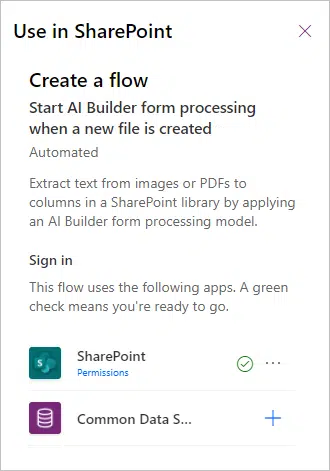 Use in SharePoint
Create a flow
Start AI Builder form processing
when a new file is created
Automated
Extract text from images or PDFs to
columns in a SharePoint library by applying
an AI Builder form processing model.
Sign in
This flow uses the following apps. A green
check means you're ready to go.
SharePoint
Permissions
Common Data S...